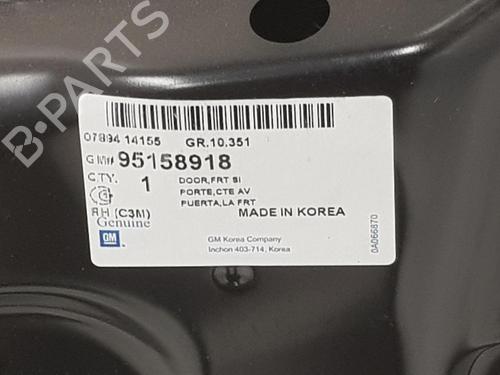 B-PARTS
07894 14155 GR.10.351
GM# 95158918
Q'TY. 1
DOOR,FRT SI
PORTE,CTE AV
PUERTA,LA FRT
RH (C3M)
MADE IN KOREA
Genuine
GM
GM Korea Company
Inchon 403-714, Korea
0A066870